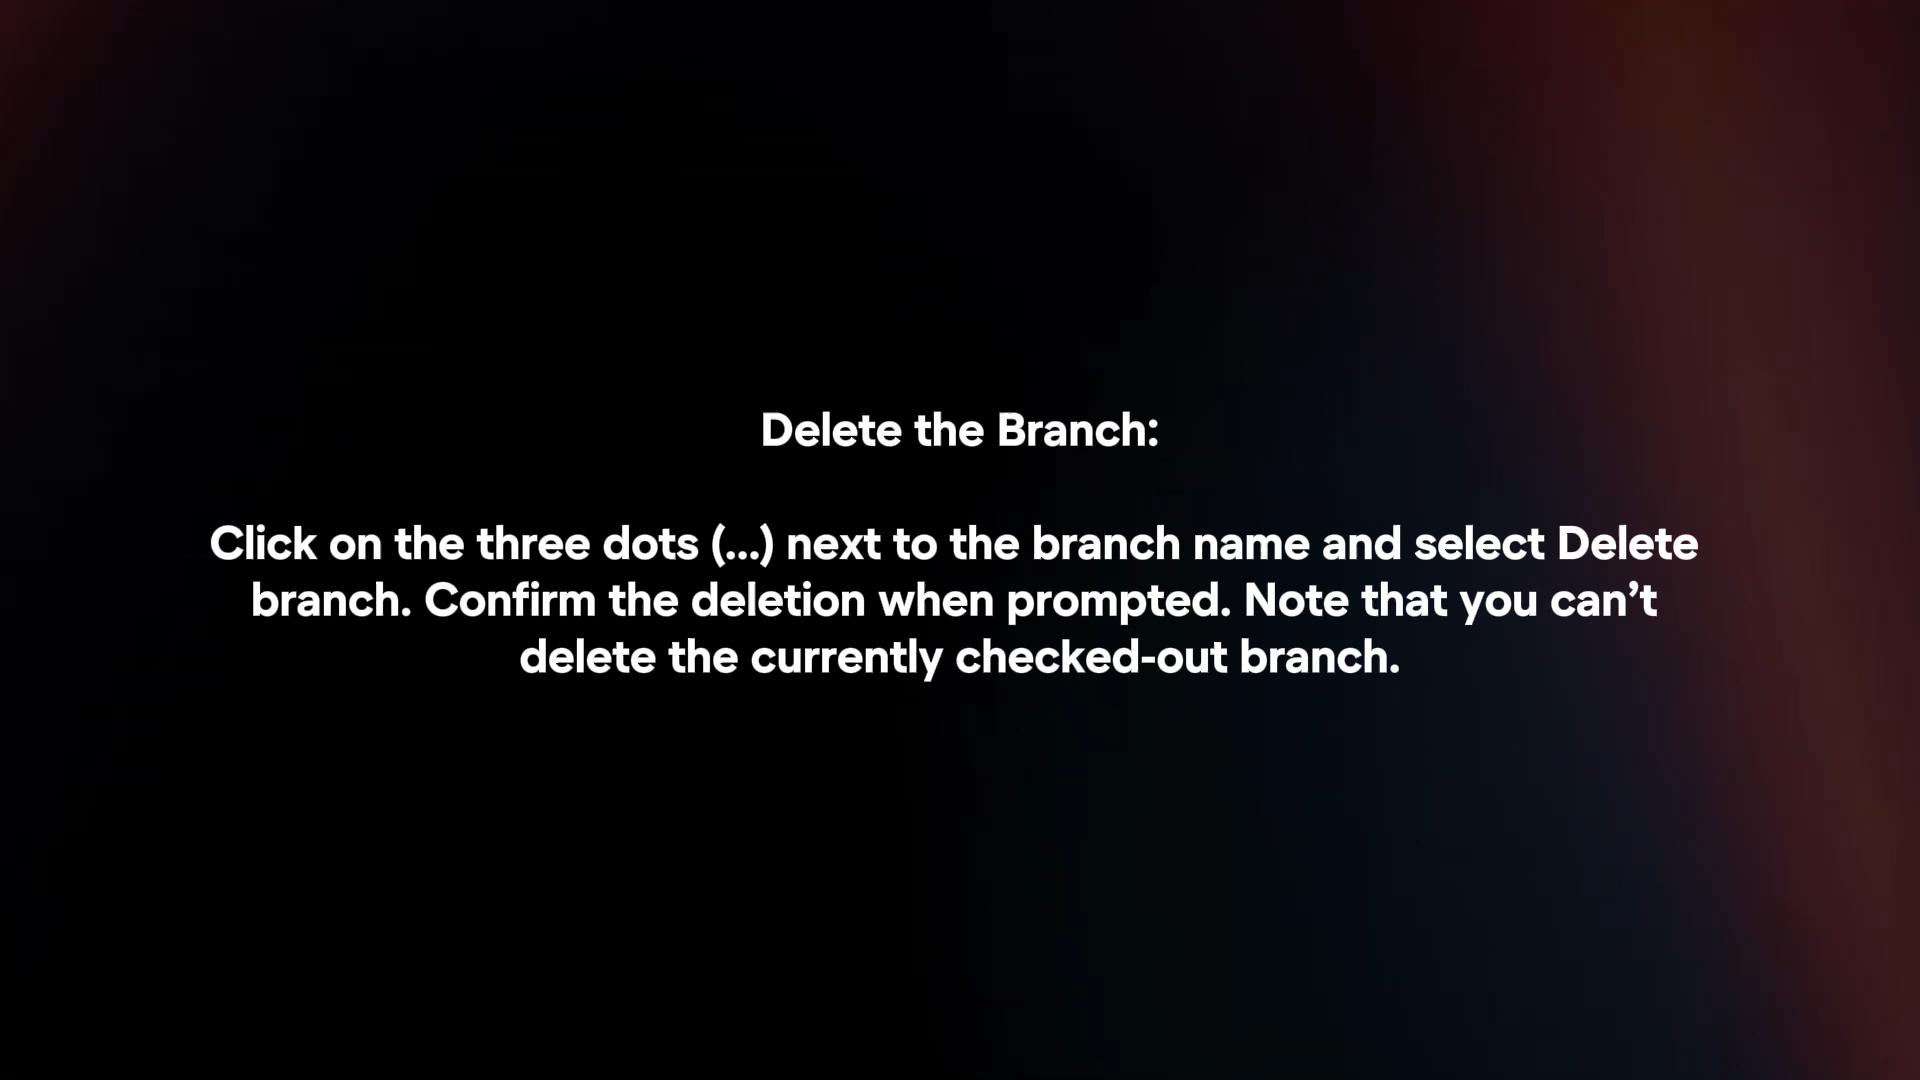 Delete the Branch:
Click on the three dots (...) next to the branch name and select Delete
branch. Confirm the deletion when prompted. Note that you can’t
delete the currently checked-out branch.